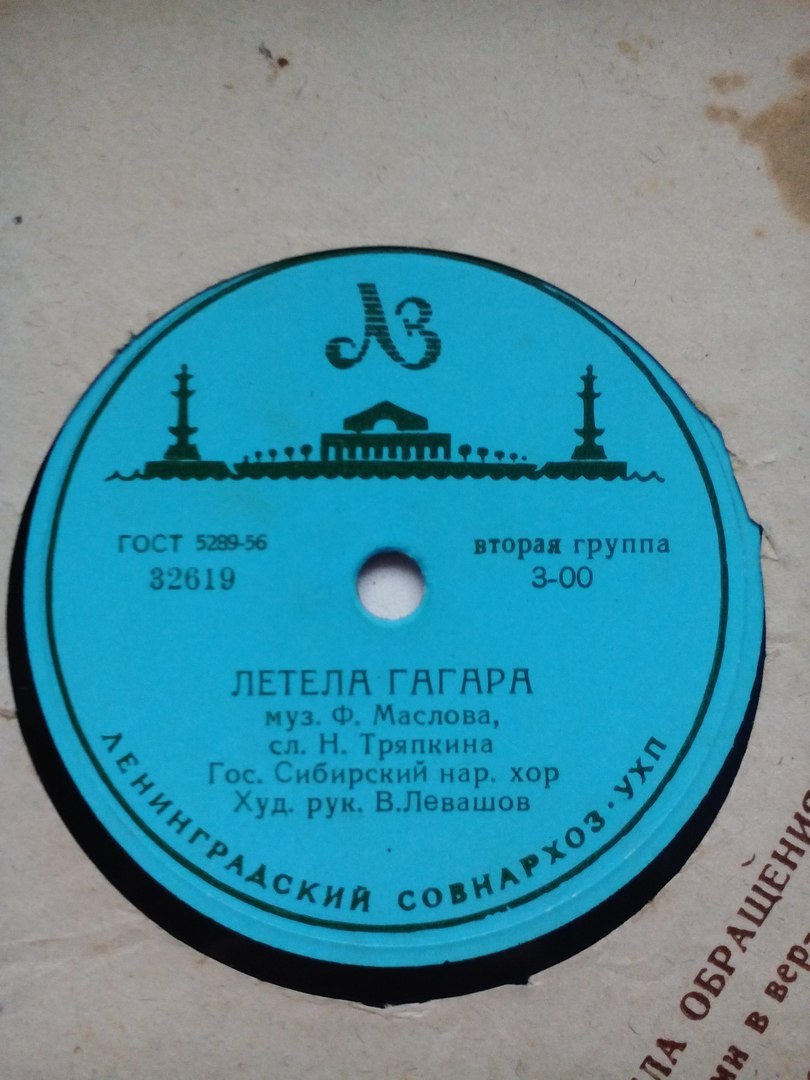 ЛЗ
ГОСТ 5289-56
32619
вторая группа
3-00
ЛЕТЕЛА ГАГАРА
муз. Ф. Маслова,
сл. Н. Тряпкина
Гос. Сибирский нар. хор
Худ. рук. В.Левашов
ЛЕНИНГРАДСКИЙ СОВНАРХОЗ·УХП
ОБРАЩЕНИЯ
в